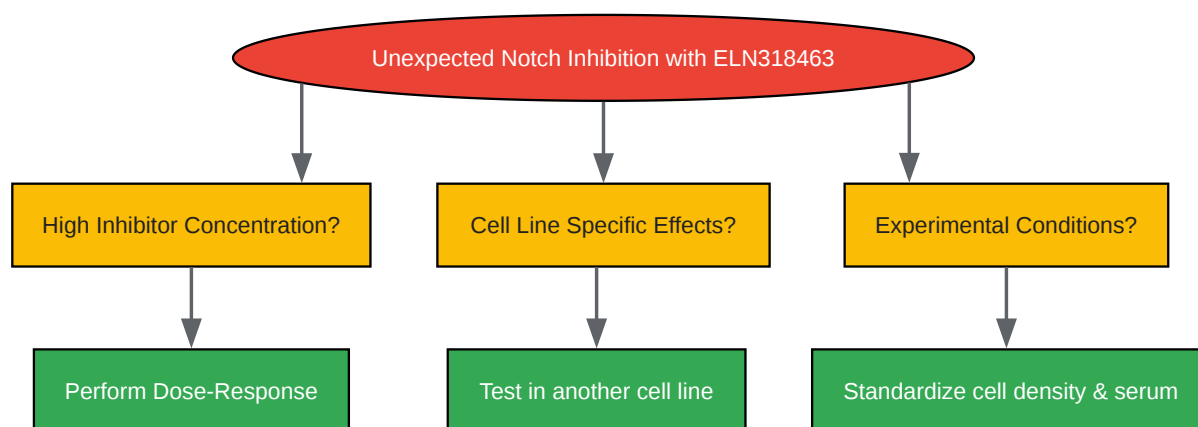 Unexpected Notch Inhibition with ELN318463
High Inhibitor Concentration?
Cell Line Specific Effects?
Experimental Conditions?
Perform Dose-Response
Test in another cell line
Standardize cell density & serum